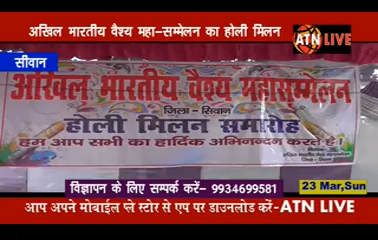 अखिल भारतीय वैश्य महा-सम्मेलन का होली मिलन
ATN LIVE
सीवान
अखिल भारतीय वैश्य महासम्मेलन
जिला - सिवान
होली मिलन समारोह
हम आप सभी का हार्दिक अभिनन्दन करते है।
विज्ञापन के लिए सम्पर्क करें- 9934699581
23 Mar,Sun
आप अपने मोबाईल प्ले स्टोर से एप पर डाउनलोड करें-ATN LIVE